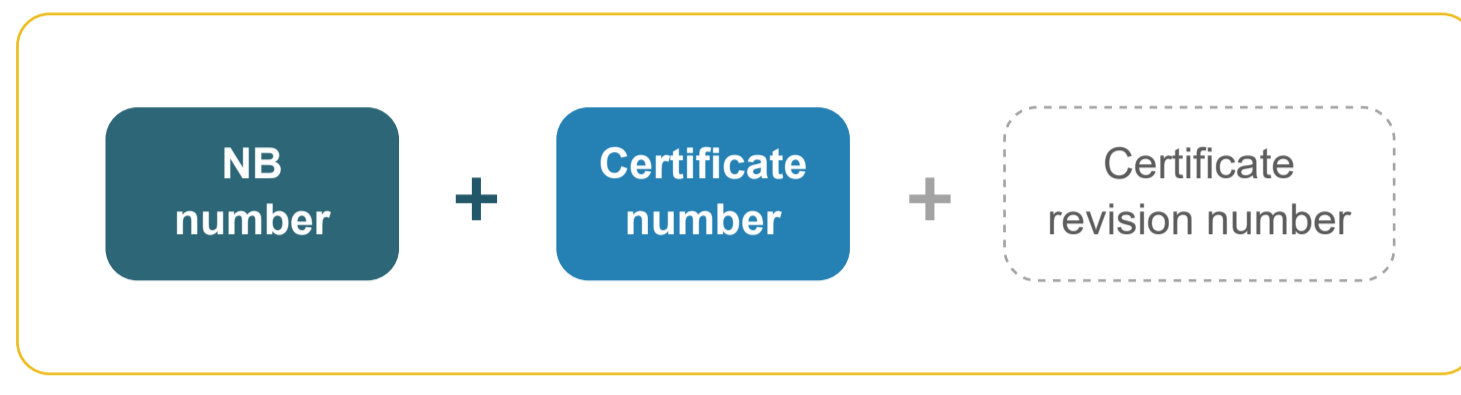 NB
number
+
Certificate
number
+
Certificate
revision number